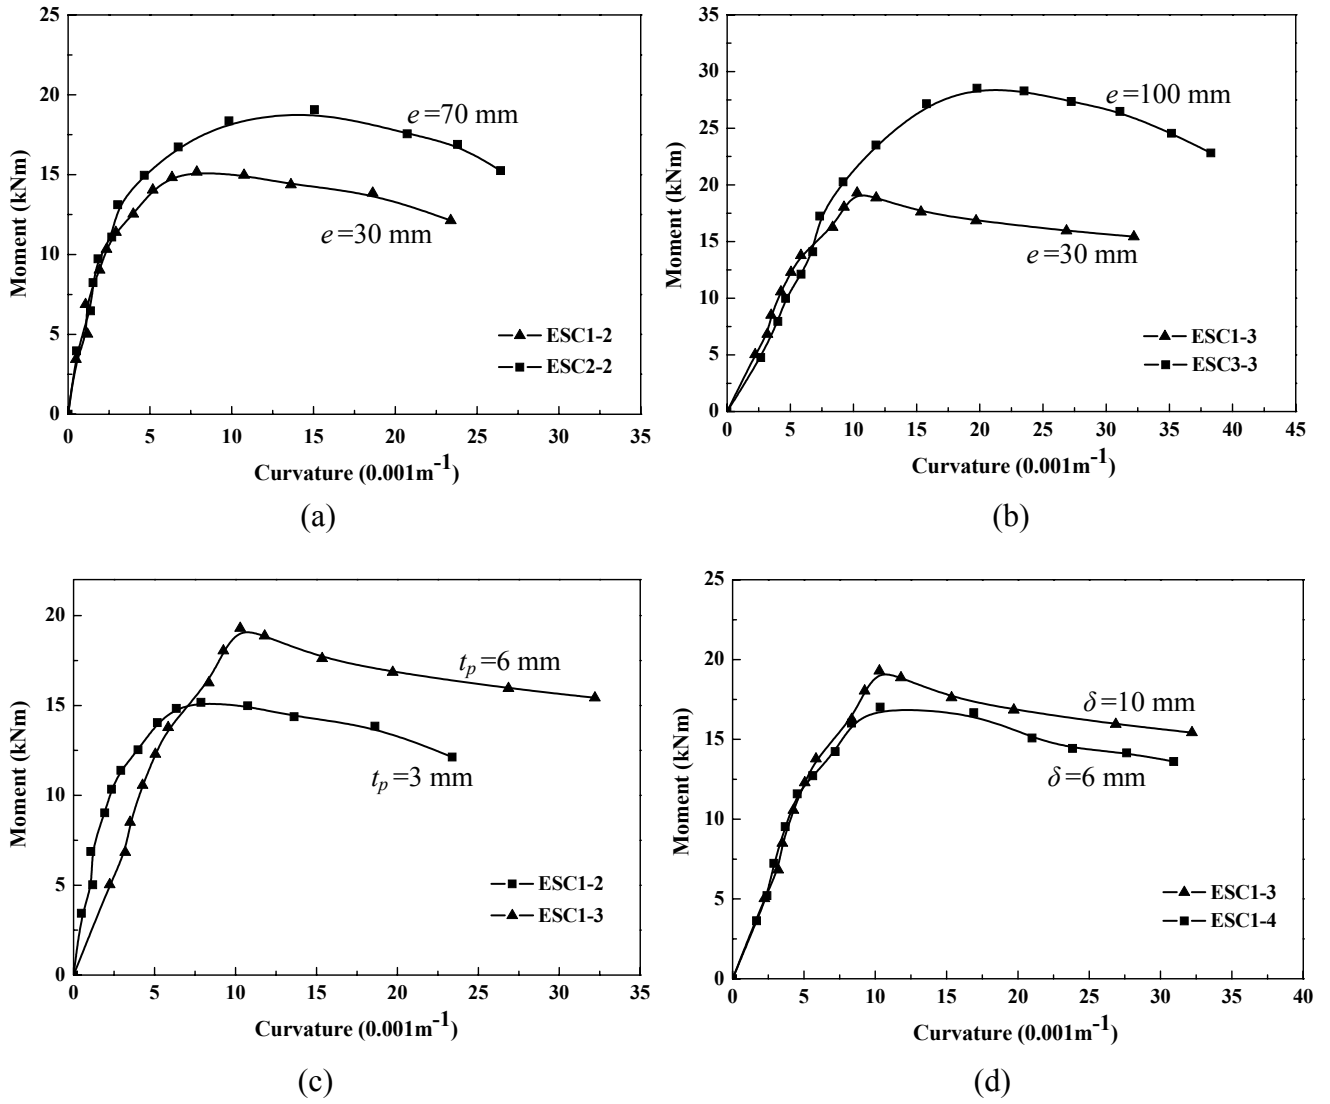 25
20
15
10
5
0
Moment (kNm)
e=70 mm
e=30 mm
ESC1-2
ESC2-2
0 5 10 15 20 25 30 35
Curvature (0.001m-1)
(a)
35
30
25
20
15
10
5
0
Moment (kNm)
e=100 mm
e=30 mm
ESC1-3
ESC3-3
0 5 10 15 20 25 30 35 40 45
Curvature (0.001m-1)
(b)
20
15
10
5
0
Moment (kNm)
tp=6 mm
tp=3 mm
ESC1-2
ESC1-3
0 5 10 15 20 25 30 35
Curvature (0.001m-1)
(c)
25
20
15
10
5
0
Moment (kNm)
δ=10 mm
δ=6 mm
ESC1-3
ESC1-4
0 5 10 15 20 25 30 35 40
Curvature (0.001m-1)
(d)